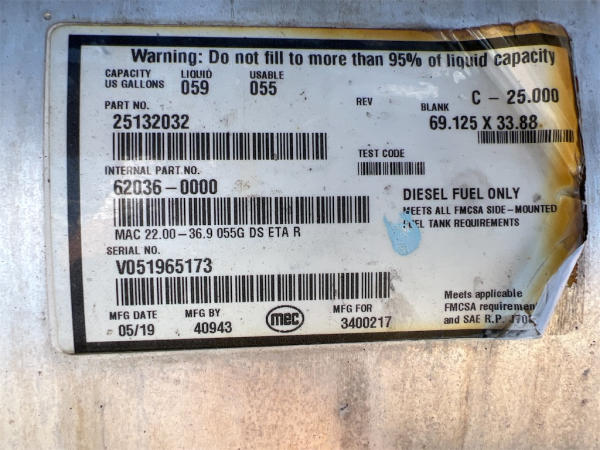 Warning: Do not fill to more than 95% of liquid capacity
CAPACITY LIQUID USABLE
US GALLONS 059 055
REV C - 25.000
PART NO. BLANK
25132032 69.125 X 33.88
TEST CODE
INTERNAL PART NO.
62036-0000
DIESEL FUEL ONLY
MEETS ALL FMCSA SIDE-MOUNTED
FUEL TANK REQUIREMENTS
MAC 22.00-36.9 055G DS ETA R
SERIAL NO.
V051965173
MFG DATE MFG BY mec MFG FOR
05/19 40943 3400217
Meets applicable
FMCSA requirement
and SAE R.P.